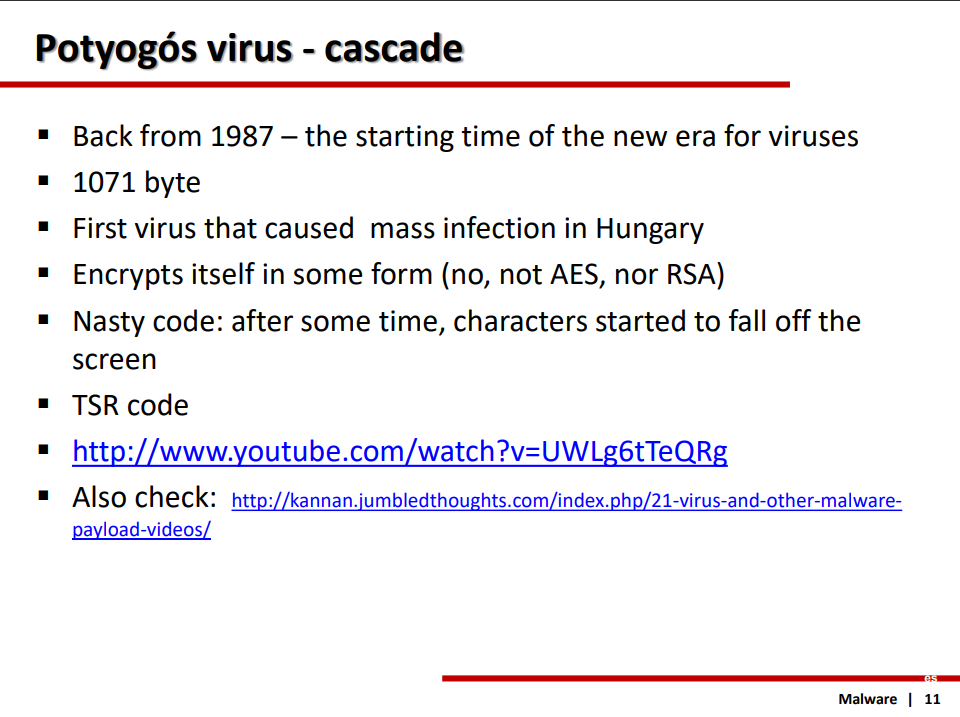 Potyogós virus - cascade
▪ Back from 1987 – the starting time of the new era for viruses
▪ 1071 byte
▪ First virus that caused  mass infection in Hungary
▪ Encrypts itself in some form (no, not AES, nor RSA)
▪ Nasty code: after some time, characters started to fall off the
screen
▪ TSR code
▪ http://www.youtube.com/watch?v=UWLg6tTeQRg
▪ Also check:  http://kannan.jumbledthoughts.com/index.php/21-virus-and-other-malware-
payload-videos/
es
Malware | 11